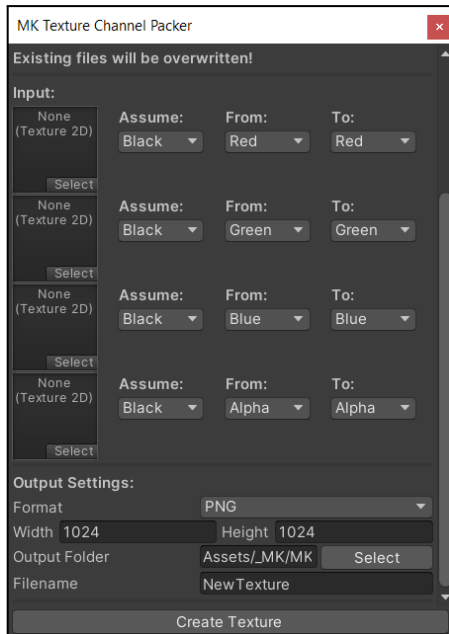 MK Texture Channel Packer
×
Existing files will be overwritten!
Input:
None
(Texture 2D)
Select
Assume: From: To:
Black Red Red
None
(Texture 2D)
Select
Assume: From: To:
Black Green Green
None
(Texture 2D)
Select
Assume: From: To:
Black Blue Blue
None
(Texture 2D)
Select
Assume: From: To:
Black Alpha Alpha
Output Settings:
Format PNG
Width 1024 Height 1024
Output Folder Assets/_MK/MK Select
Filename NewTexture
Create Texture